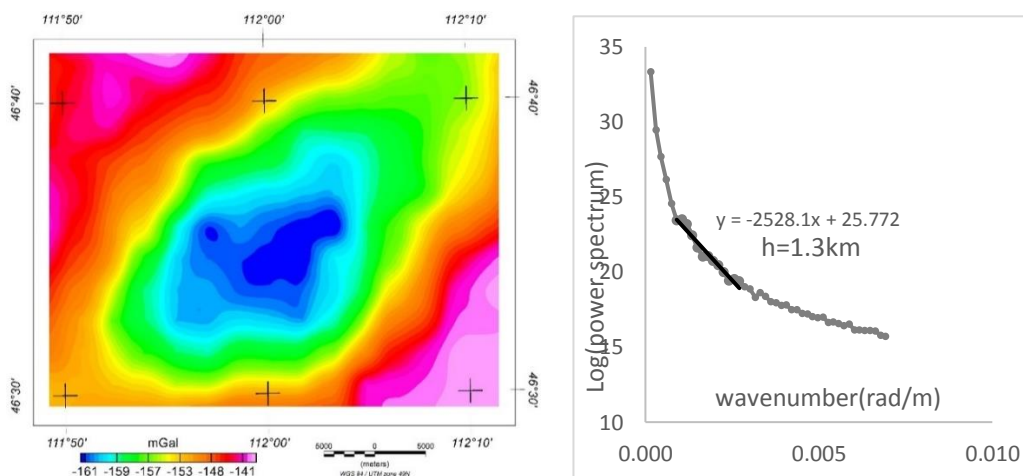 111°50' 112°00' 112°10'
46°40' 46°40'
46°30' 46°30'
111°50' 112°00' 112°10'
mGal
-161 -159 -157 -153 -148 -141
5000 0 5000
(meters)
WGS 84 / UTM zone 49N
35
30
25
20
15
10
Log(power spectrum)
y = -2528.1x + 25.772
h=1.3km
wavenumber(rad/m)
0.000 0.005 0.010